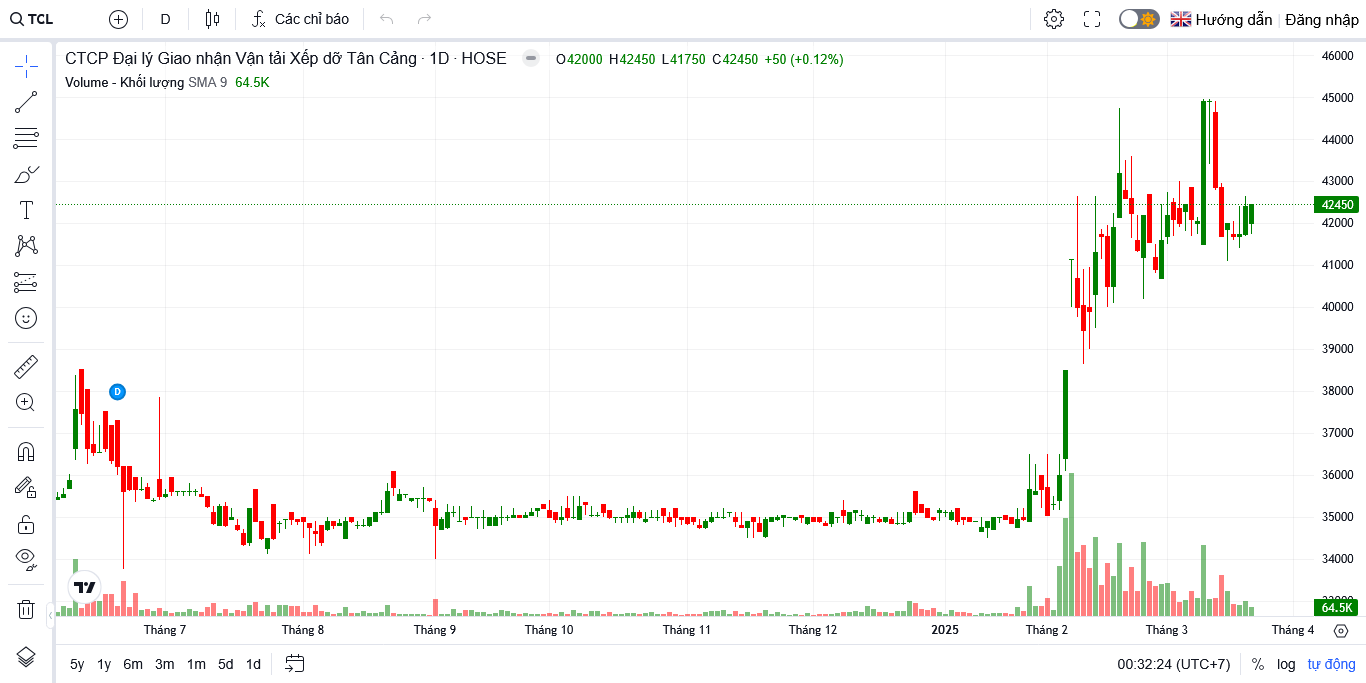 TCL D Các chỉ báo Hướng dẫn Đăng nhập
CTCP Đại lý Giao nhận Vận tải Xếp dỡ Tân Cảng · 1D · HOSE O42000 H42450 L41750 C42450 +50 (+0.12%)
Volume - Khối lượng SMA 9 64.5K
46000
45000
44000
43000
42450
42000
41000
40000
39000
38000
D
37000
36000
35000
34000
64.5K
Tháng 7 Tháng 8 Tháng 9 Tháng 10 Tháng 11 Tháng 12 2025 Tháng 2 Tháng 3 Tháng 4
5y 1y 6m 3m 1m 5d 1d 00:32:24 (UTC+7) % log tự động